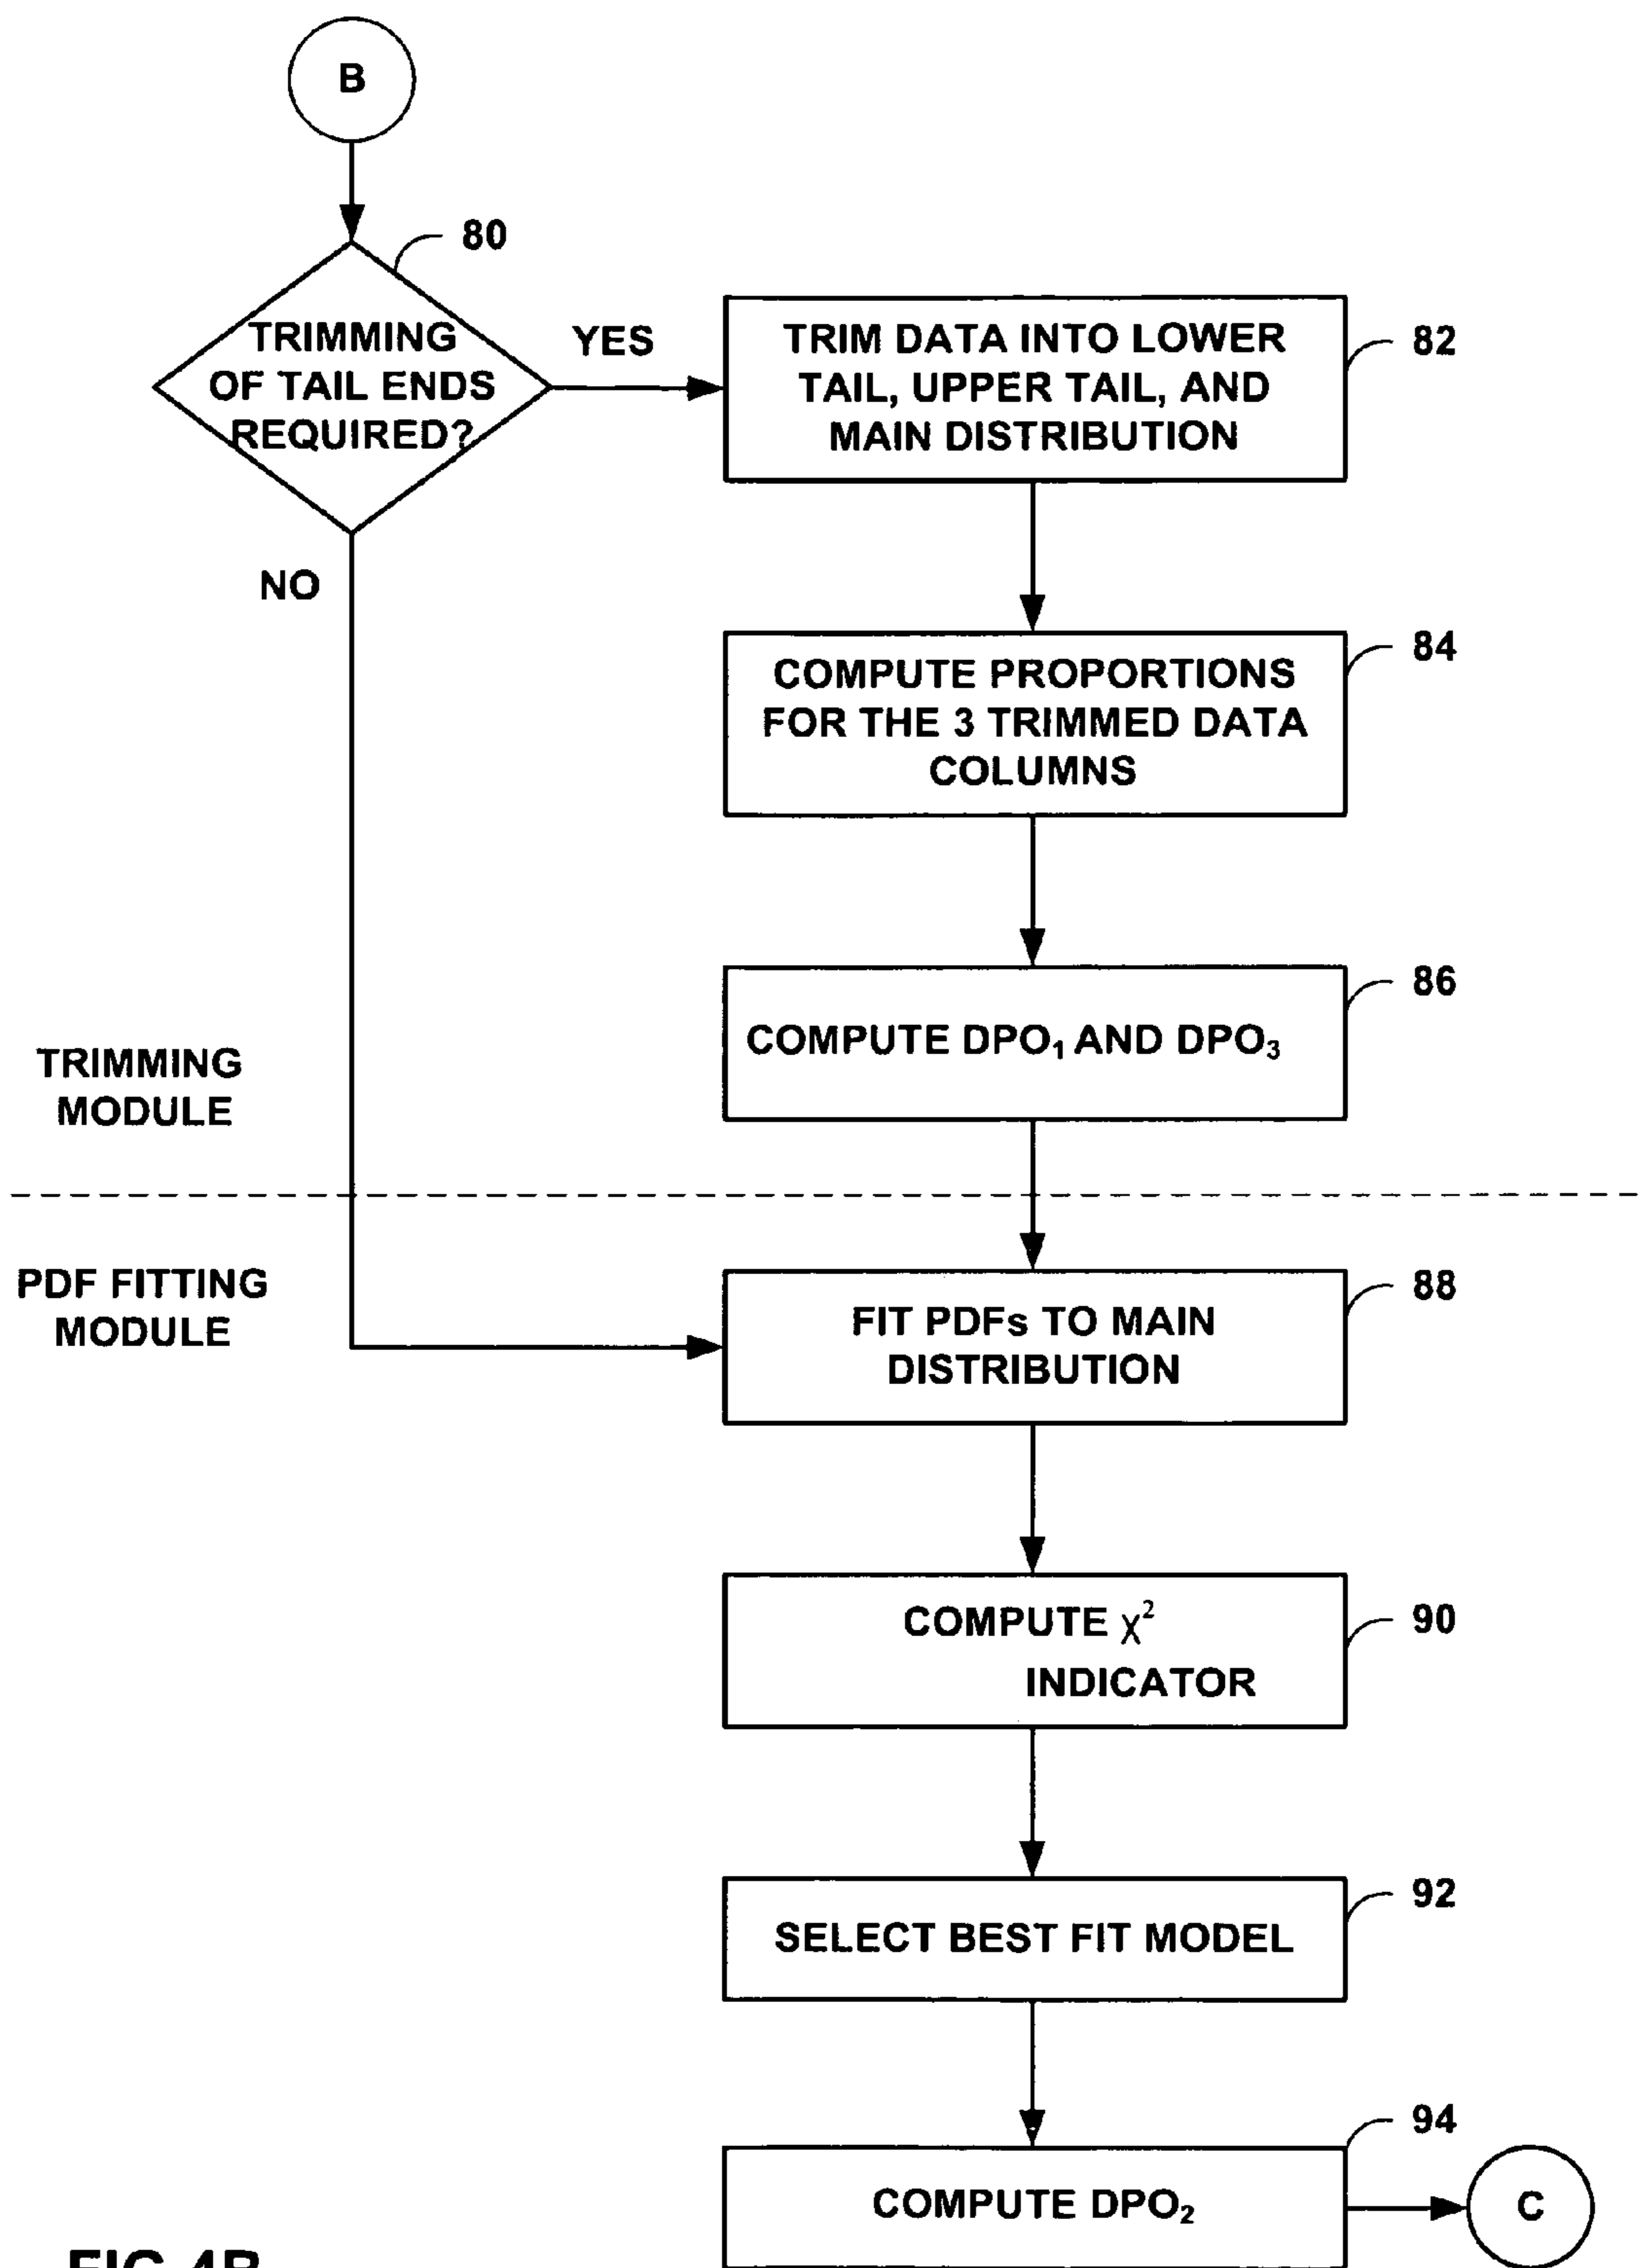 B
80
TRIMMING
OF TAIL ENDS
REQUIRED?
YES
TRIM DATA INTO LOWER
TAIL, UPPER TAIL, AND
MAIN DISTRIBUTION
82
NO
COMPUTE PROPORTIONS
FOR THE 3 TRIMMED DATA
COLUMNS
84
COMPUTE DPO₁ AND DPO₃
86
TRIMMING
MODULE
PDF FITTING
MODULE
FIT PDFs TO MAIN
DISTRIBUTION
88
COMPUTE χ²
INDICATOR
90
SELECT BEST FIT MODEL
92
COMPUTE DPO₂
94
C
FIG 4B